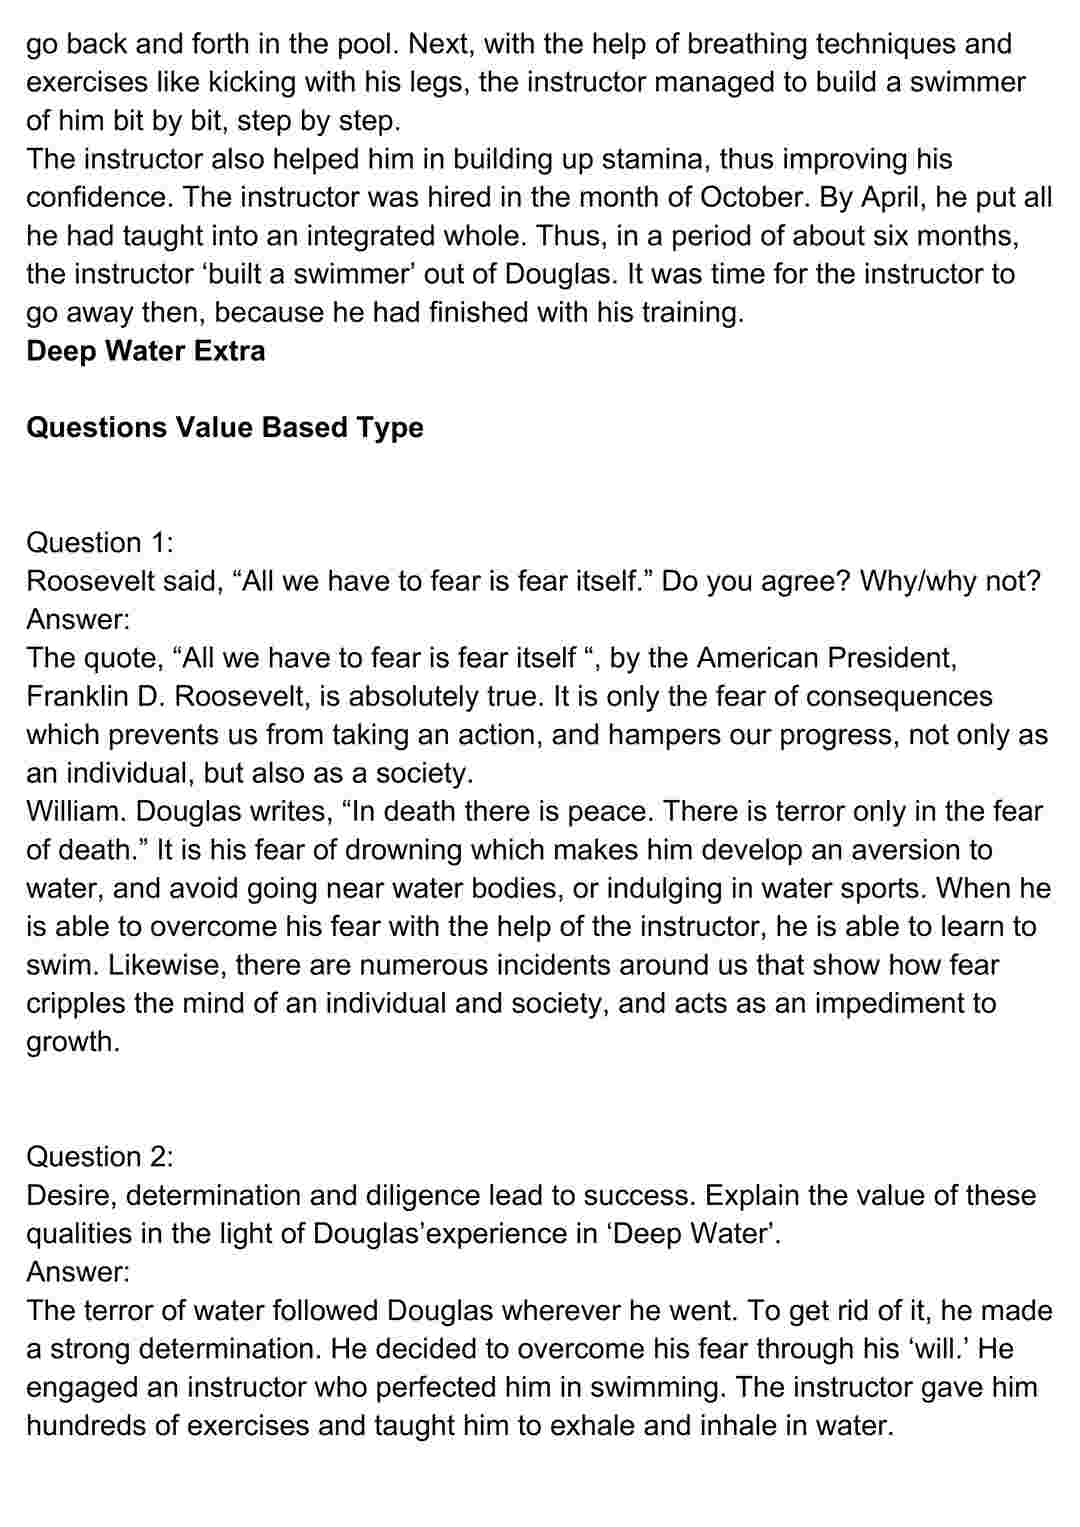 go back and forth in the pool. Next, with the help of breathing techniques and
exercises like kicking with his legs, the instructor managed to build a swimmer
of him bit by bit, step by step.
The instructor also helped him in building up stamina, thus improving his
confidence. The instructor was hired in the month of October. By April, he put all
he had taught into an integrated whole. Thus, in a period of about six months,
the instructor ‘built a swimmer’ out of Douglas. It was time for the instructor to
go away then, because he had finished with his training.
Deep Water Extra
Questions Value Based Type
Question 1:
Roosevelt said, “All we have to fear is fear itself.” Do you agree? Why/why not?
Answer:
The quote, “All we have to fear is fear itself “, by the American President,
Franklin D. Roosevelt, is absolutely true. It is only the fear of consequences
which prevents us from taking an action, and hampers our progress, not only as
an individual, but also as a society.
William. Douglas writes, “In death there is peace. There is terror only in the fear
of death.” It is his fear of drowning which makes him develop an aversion to
water, and avoid going near water bodies, or indulging in water sports. When he
is able to overcome his fear with the help of the instructor, he is able to learn to
swim. Likewise, there are numerous incidents around us that show how fear
cripples the mind of an individual and society, and acts as an impediment to
growth.
Question 2:
Desire, determination and diligence lead to success. Explain the value of these
qualities in the light of Douglas’experience in ‘Deep Water’.
Answer:
The terror of water followed Douglas wherever he went. To get rid of it, he made
a strong determination. He decided to overcome his fear through his ‘will.’ He
engaged an instructor who perfected him in swimming. The instructor gave him
hundreds of exercises and taught him to exhale and inhale in water.